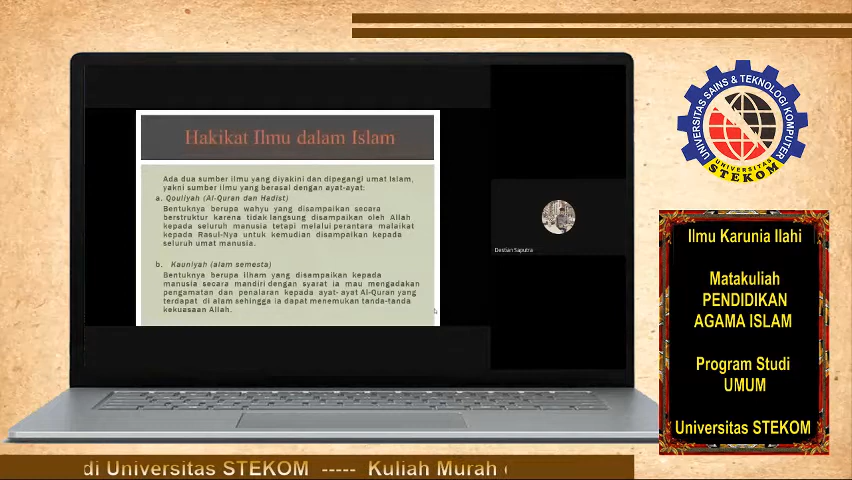 Hakikat Ilmu dalam Islam
Ada dua sumber ilmu yang diyakini dan dipegangi umat Islam,
yakni sumber ilmu yang berasal dengan ayat-ayat:
a. Qouliyah (Al-Quran dan Hadist)
Bentuknya berupa wahyu yang disampaikan secara
berstruktur karena tidak langsung disampaikan oleh Allah
kepada seluruh manusia tetapi melalui perantara malaikat
kepada Rasul-Nya untuk kemudian disampaikan kepada
seluruh umat manusia.
b. Kauniyah (alam semesta)
Bentuknya berupa ilham yang disampaikan kepada
manusia secara mandiri dengan syarat ia mau mengadakan
pengamatan dan penalaran kepada ayat- ayat Al-Quran yang
terdapat di alam sehingga ia dapat menemukan tanda-tanda
kekuasaan Allah.
Destian Saputra
UNIVERSITAS SAINS & TEKNOLOGI KOMPUTER
UNIVERSITAS
STEKOM
Ilmu Karunia Ilahi
Matakuliah
PENDIDIKAN
AGAMA ISLAM
Program Studi
UMUM
Universitas STEKOM
di Universitas STEKOM ----- Kuliah Murah